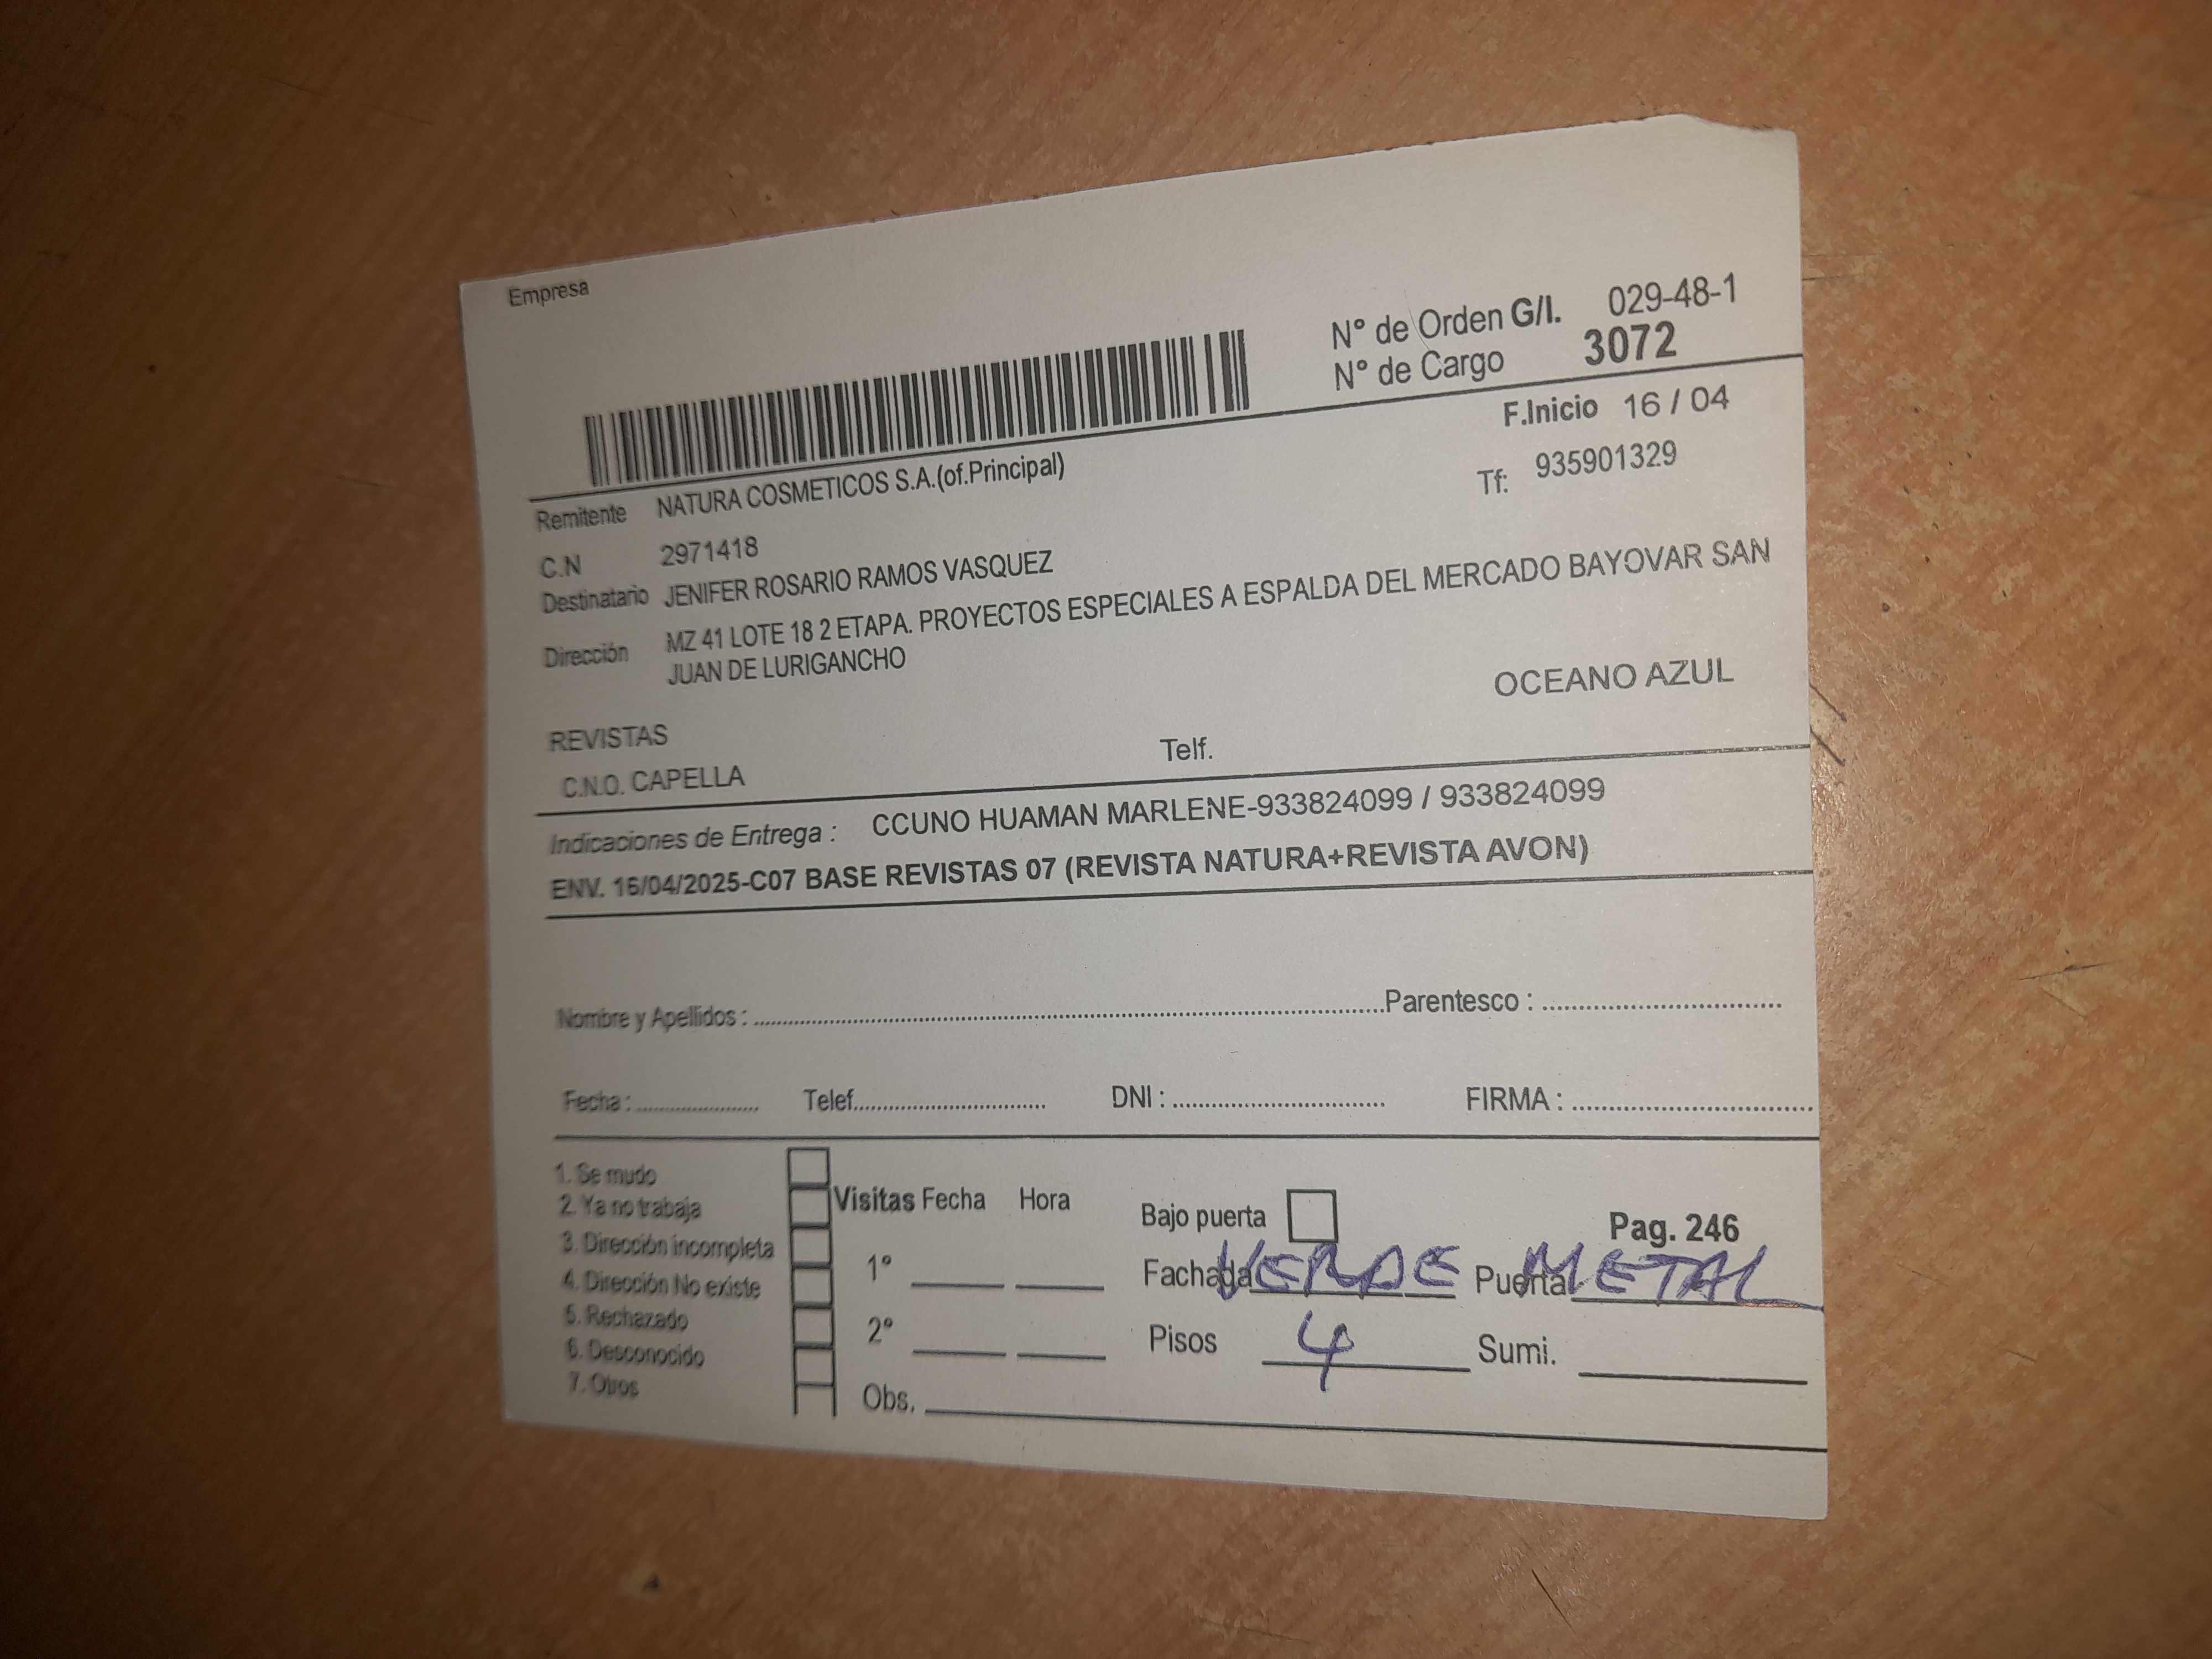 Empresa
N° de Orden G/I. 029-48-1
N° de Cargo 3072
F.Inicio 16 / 04
Remitente NATURA COSMETICOS S.A.(of.Principal)
Tf: 935901329
C.N 2971418
Destinatario JENIFER ROSARIO RAMOS VASQUEZ
Dirección MZ 41 LOTE 18 2 ETAPA. PROYECTOS ESPECIALES A ESPALDA DEL MERCADO BAYOVAR SAN
JUAN DE LURIGANCHO
OCEANO AZUL
REVISTAS
C.N.O. CAPELLA Telf.
Indicaciones de Entrega : CCUNO HUAMAN MARLENE-933824099 / 933824099
ENV. 16/04/2025-C07 BASE REVISTAS 07 (REVISTA NATURA+REVISTA AVON)
Nombre y Apellidos : Parentesco :
Fecha : Telef. DNI : FIRMA :
1. Se mudo
2. Ya no trabaja
3. Dirección incompleta
4. Dirección No existe
5. Rechazado
6. Desconocido
7. Otros
Visitas Fecha Hora
1°
2°
Obs.
Bajo puerta Pag. 246
Fachada VERDE Puerta METAL
Pisos 4 Sumi.